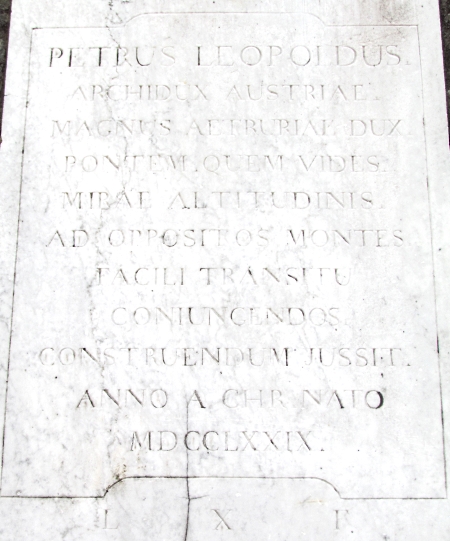 PETRUS LEOPOLDUS.
ARCHIDUX AUSTRIAE.
MAGNUS AETRURIAE DUX.
PONTEM. QUEM VIDES.
MIRAE ALTITUDINIS.
AD OPPOSITOS MONTES
FACILI TRANSITU
CONIUNGENDOS.
CONSTRUENDUM JUSSIT.
ANNO A CHR NATO
MDCCLXXIX.
L X F.